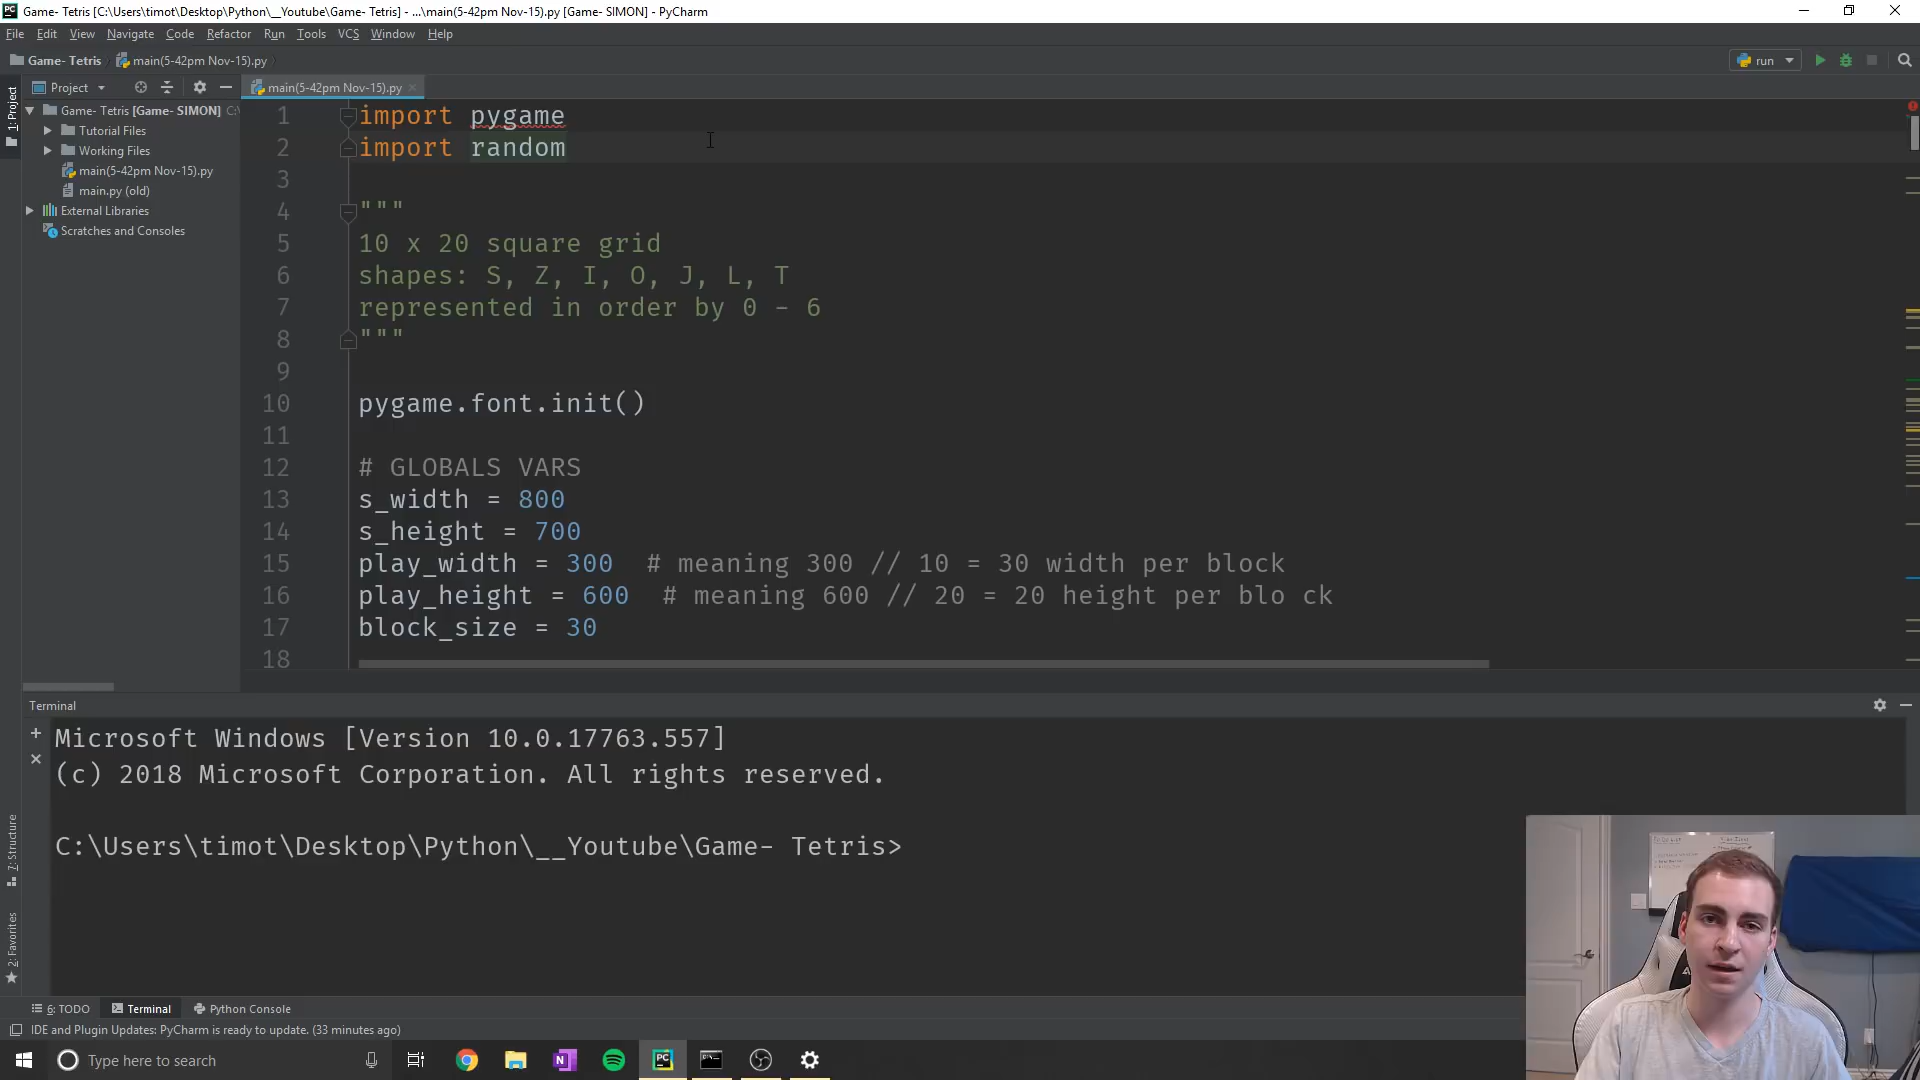 Game- Tetris [C:\Users\timot\Desktop\Python\__Youtube\Game- Tetris] - ...\main(5-42pm Nov-15).py [Game- SIMON] - PyCharm
File Edit View Navigate Code Refactor Run Tools VCS Window Help
Game- Tetris main(5-42pm Nov-15).py run
Project main(5-42pm Nov-15).py
1: Project
Game- Tetris [Game- SIMON]
Tutorial Files
Working Files
main(5-42pm Nov-15).py
main.py (old)
External Libraries
Scratches and Consoles
1 import pygame
2 import random
3
4 """
5 10 x 20 square grid
6 shapes: S, Z, I, O, J, L, T
7 represented in order by 0 - 6
8 """
9
10 pygame.font.init()
11
12 # GLOBALS VARS
13 s_width = 800
14 s_height = 700
15 play_width = 300  # meaning 300 // 10 = 30 width per block
16 play_height = 600  # meaning 600 // 20 = 20 height per blo ck
17 block_size = 30
18
Terminal
Microsoft Windows [Version 10.0.17763.557]
(c) 2018 Microsoft Corporation. All rights reserved.
C:\Users\timot\Desktop\Python\__Youtube\Game- Tetris>
7: Structure
2: Favorites
6: TODO Terminal Python Console
IDE and Plugin Updates: PyCharm is ready to update. (33 minutes ago)
Type here to search